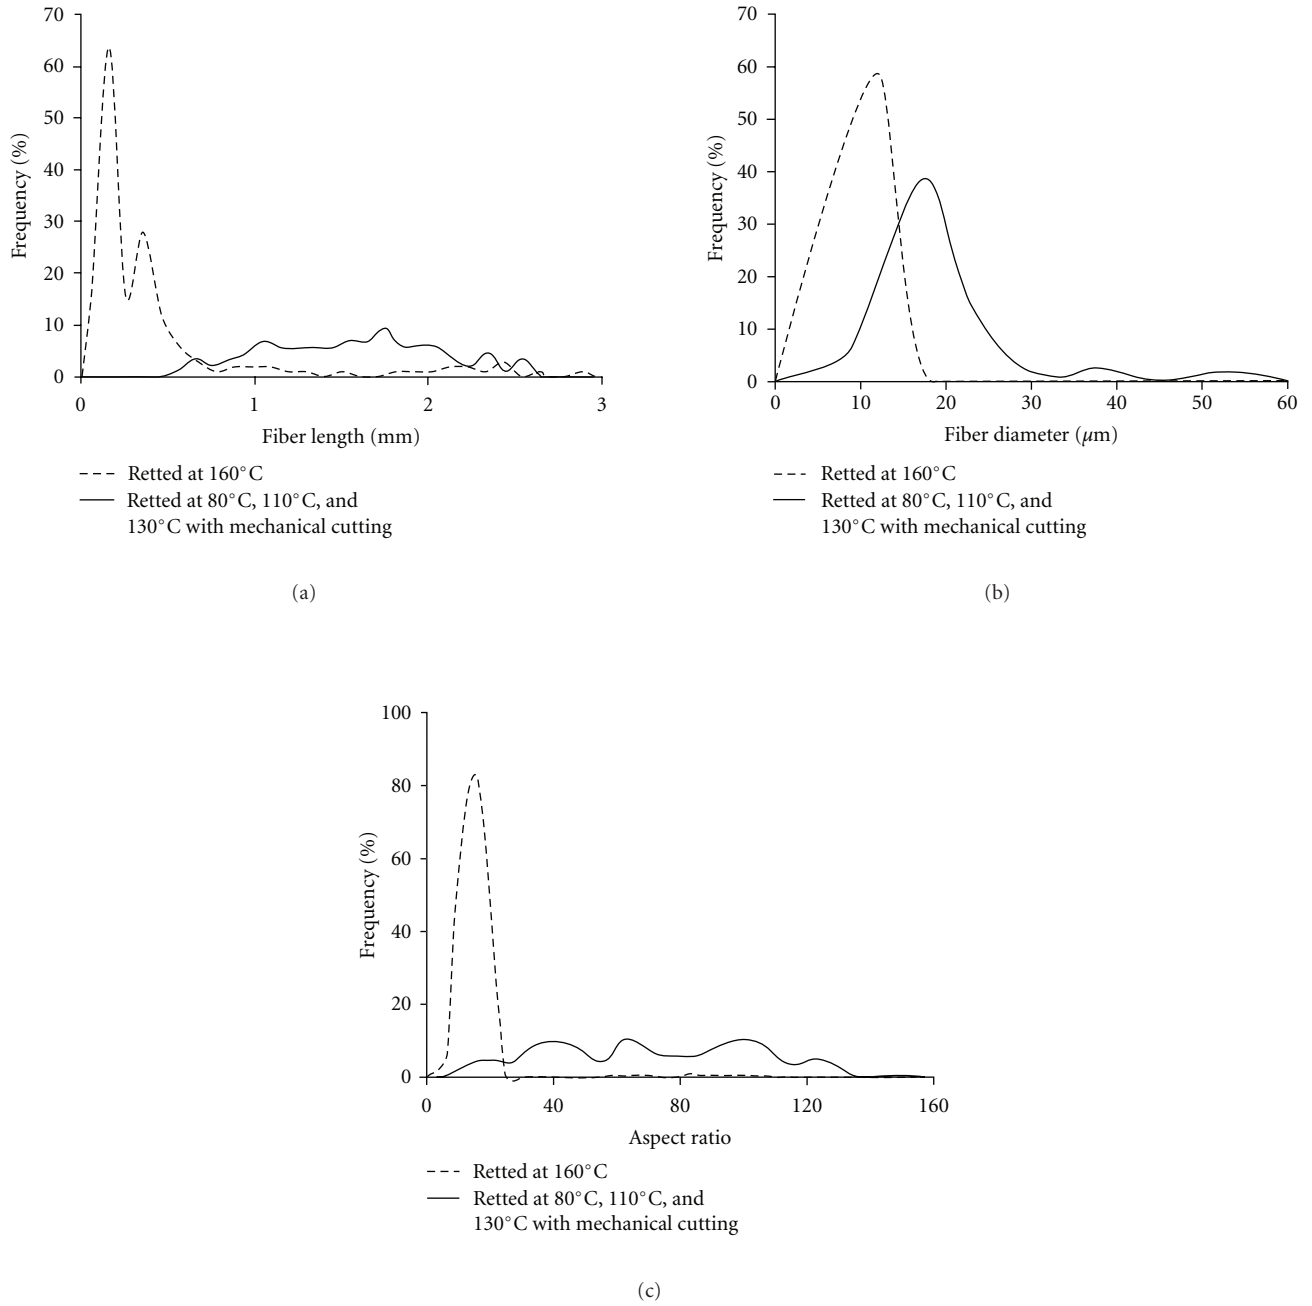 70
60
50
40
30
20
10
0
Frequency (%)
0 1 2 3
Fiber length (mm)
Retted at 160°C
Retted at 80°C, 110°C, and
130°C with mechanical cutting
(a)
70
60
50
40
30
20
10
0
Frequency (%)
0 10 20 30 40 50 60
Fiber diameter (μm)
Retted at 160°C
Retted at 80°C, 110°C, and
130°C with mechanical cutting
(b)
100
80
60
40
20
0
Frequency (%)
0 40 80 120 160
Aspect ratio
Retted at 160°C
Retted at 80°C, 110°C, and
130°C with mechanical cutting
(c)